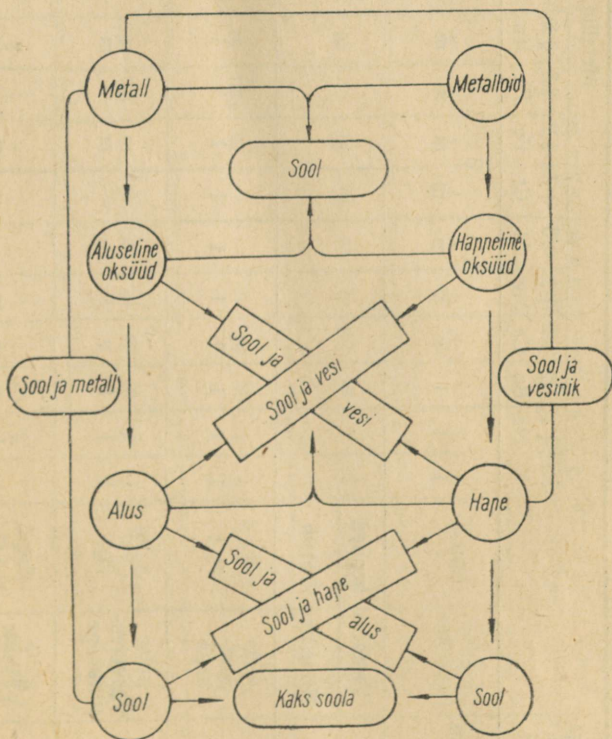 Metall
Metalloid
Sool
Aluseline
oksüüd
Happeline
oksüüd
Sool ja
vesi
Sool ja vesi
Sool ja metall
Sool ja
vesinik
Alus
Hape
Sool ja
alus
Sool ja hape
Sool
Kaks soola
Sool